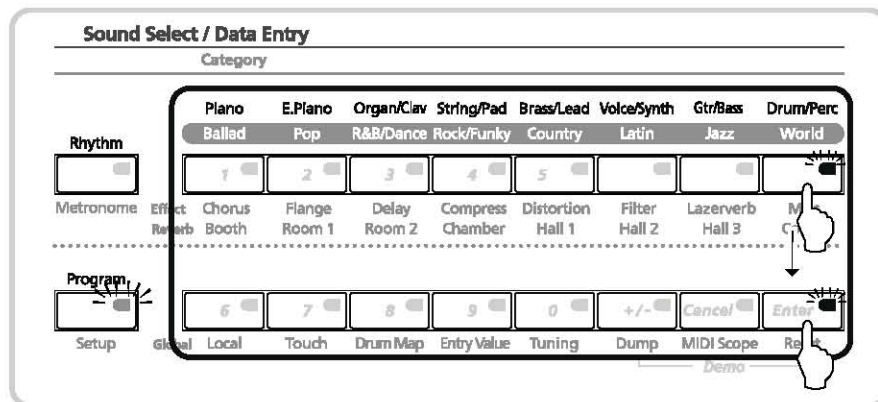 Sound Select / Data Entry
Category
Piano E.Piano Organ/Clav String/Pad Brass/Lead Voice/Synth Gtr/Bass Drum/Perc
Rhythm Ballad Pop R&B/Dance Rock/Funky Country Latin Jazz World
1 2 3 4 5
Metronome Effect Chorus Flange Delay Compress Distortion Filter Lazerverb
Reverb Booth Room 1 Room 2 Chamber Hall 1 Hall 2 Hall 3
Program
6 7 8 9 0 +/- Cancel Enter
Setup Global Local Touch Drum Map Entry Value Tuning Dump MIDI Scope
Demo